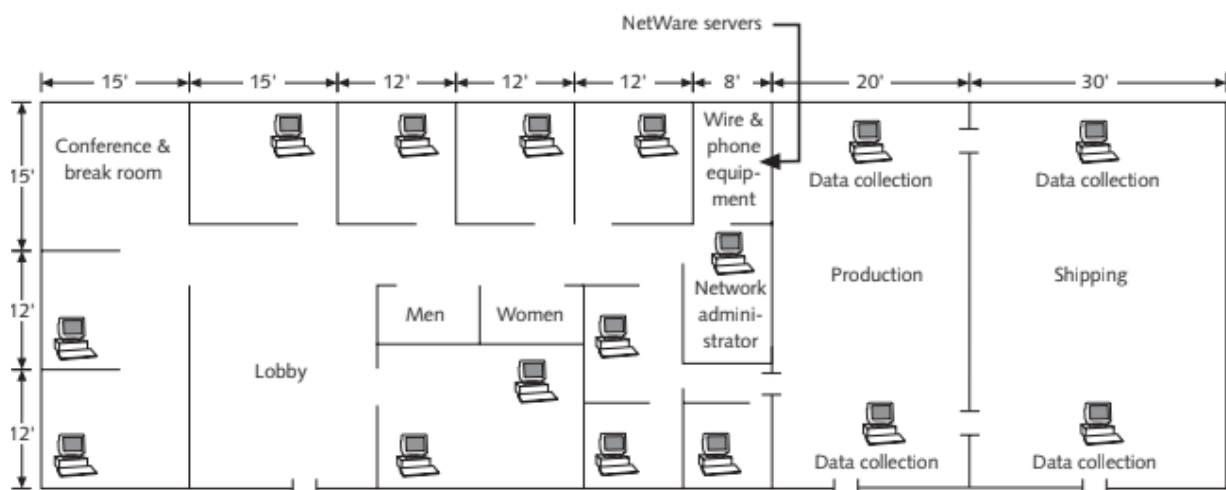 NetWare servers
15'
15'
12'
12'
12'
8'
20'
30'
15'
12'
12'
Conference &
break room
Wire &
phone
equip-
ment
Data collection
Data collection
Network
admini-
strator
Production
Shipping
Men
Women
Lobby
Data collection
Data collection